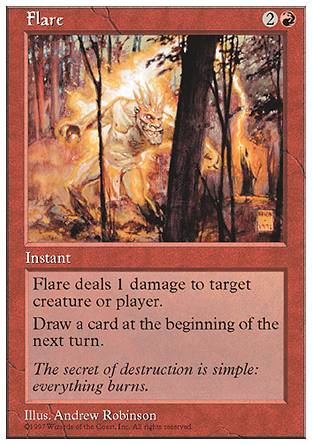 Flare 2
Instant
Flare deals 1 damage to target
creature or player.
Draw a card at the beginning of the
next turn.
The secret of destruction is simple:
everything burns.
Illus. Andrew Robinson
©1997 Wizards of the Coast, Inc. All rights reserved.